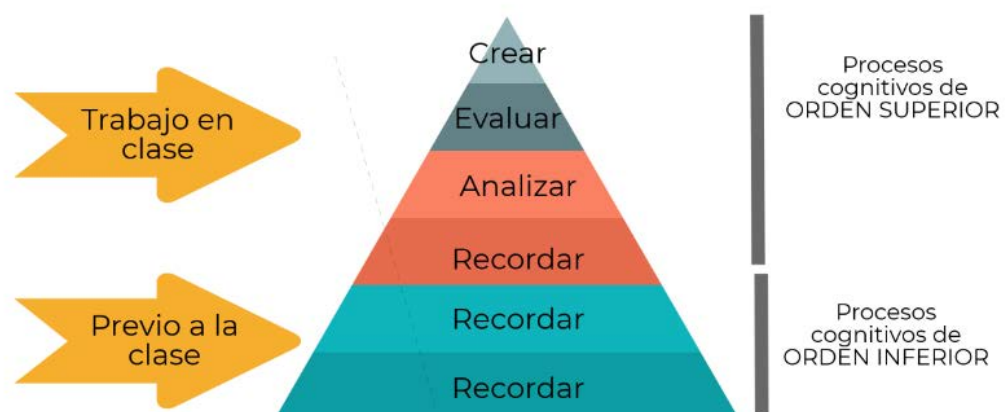 Trabajo en
clase
Previo a la
clase
Crear
Evaluar
Analizar
Recordar
Recordar
Recordar
Procesos
cognitivos de
ORDEN SUPERIOR
Procesos
cognitivos de
ORDEN INFERIOR